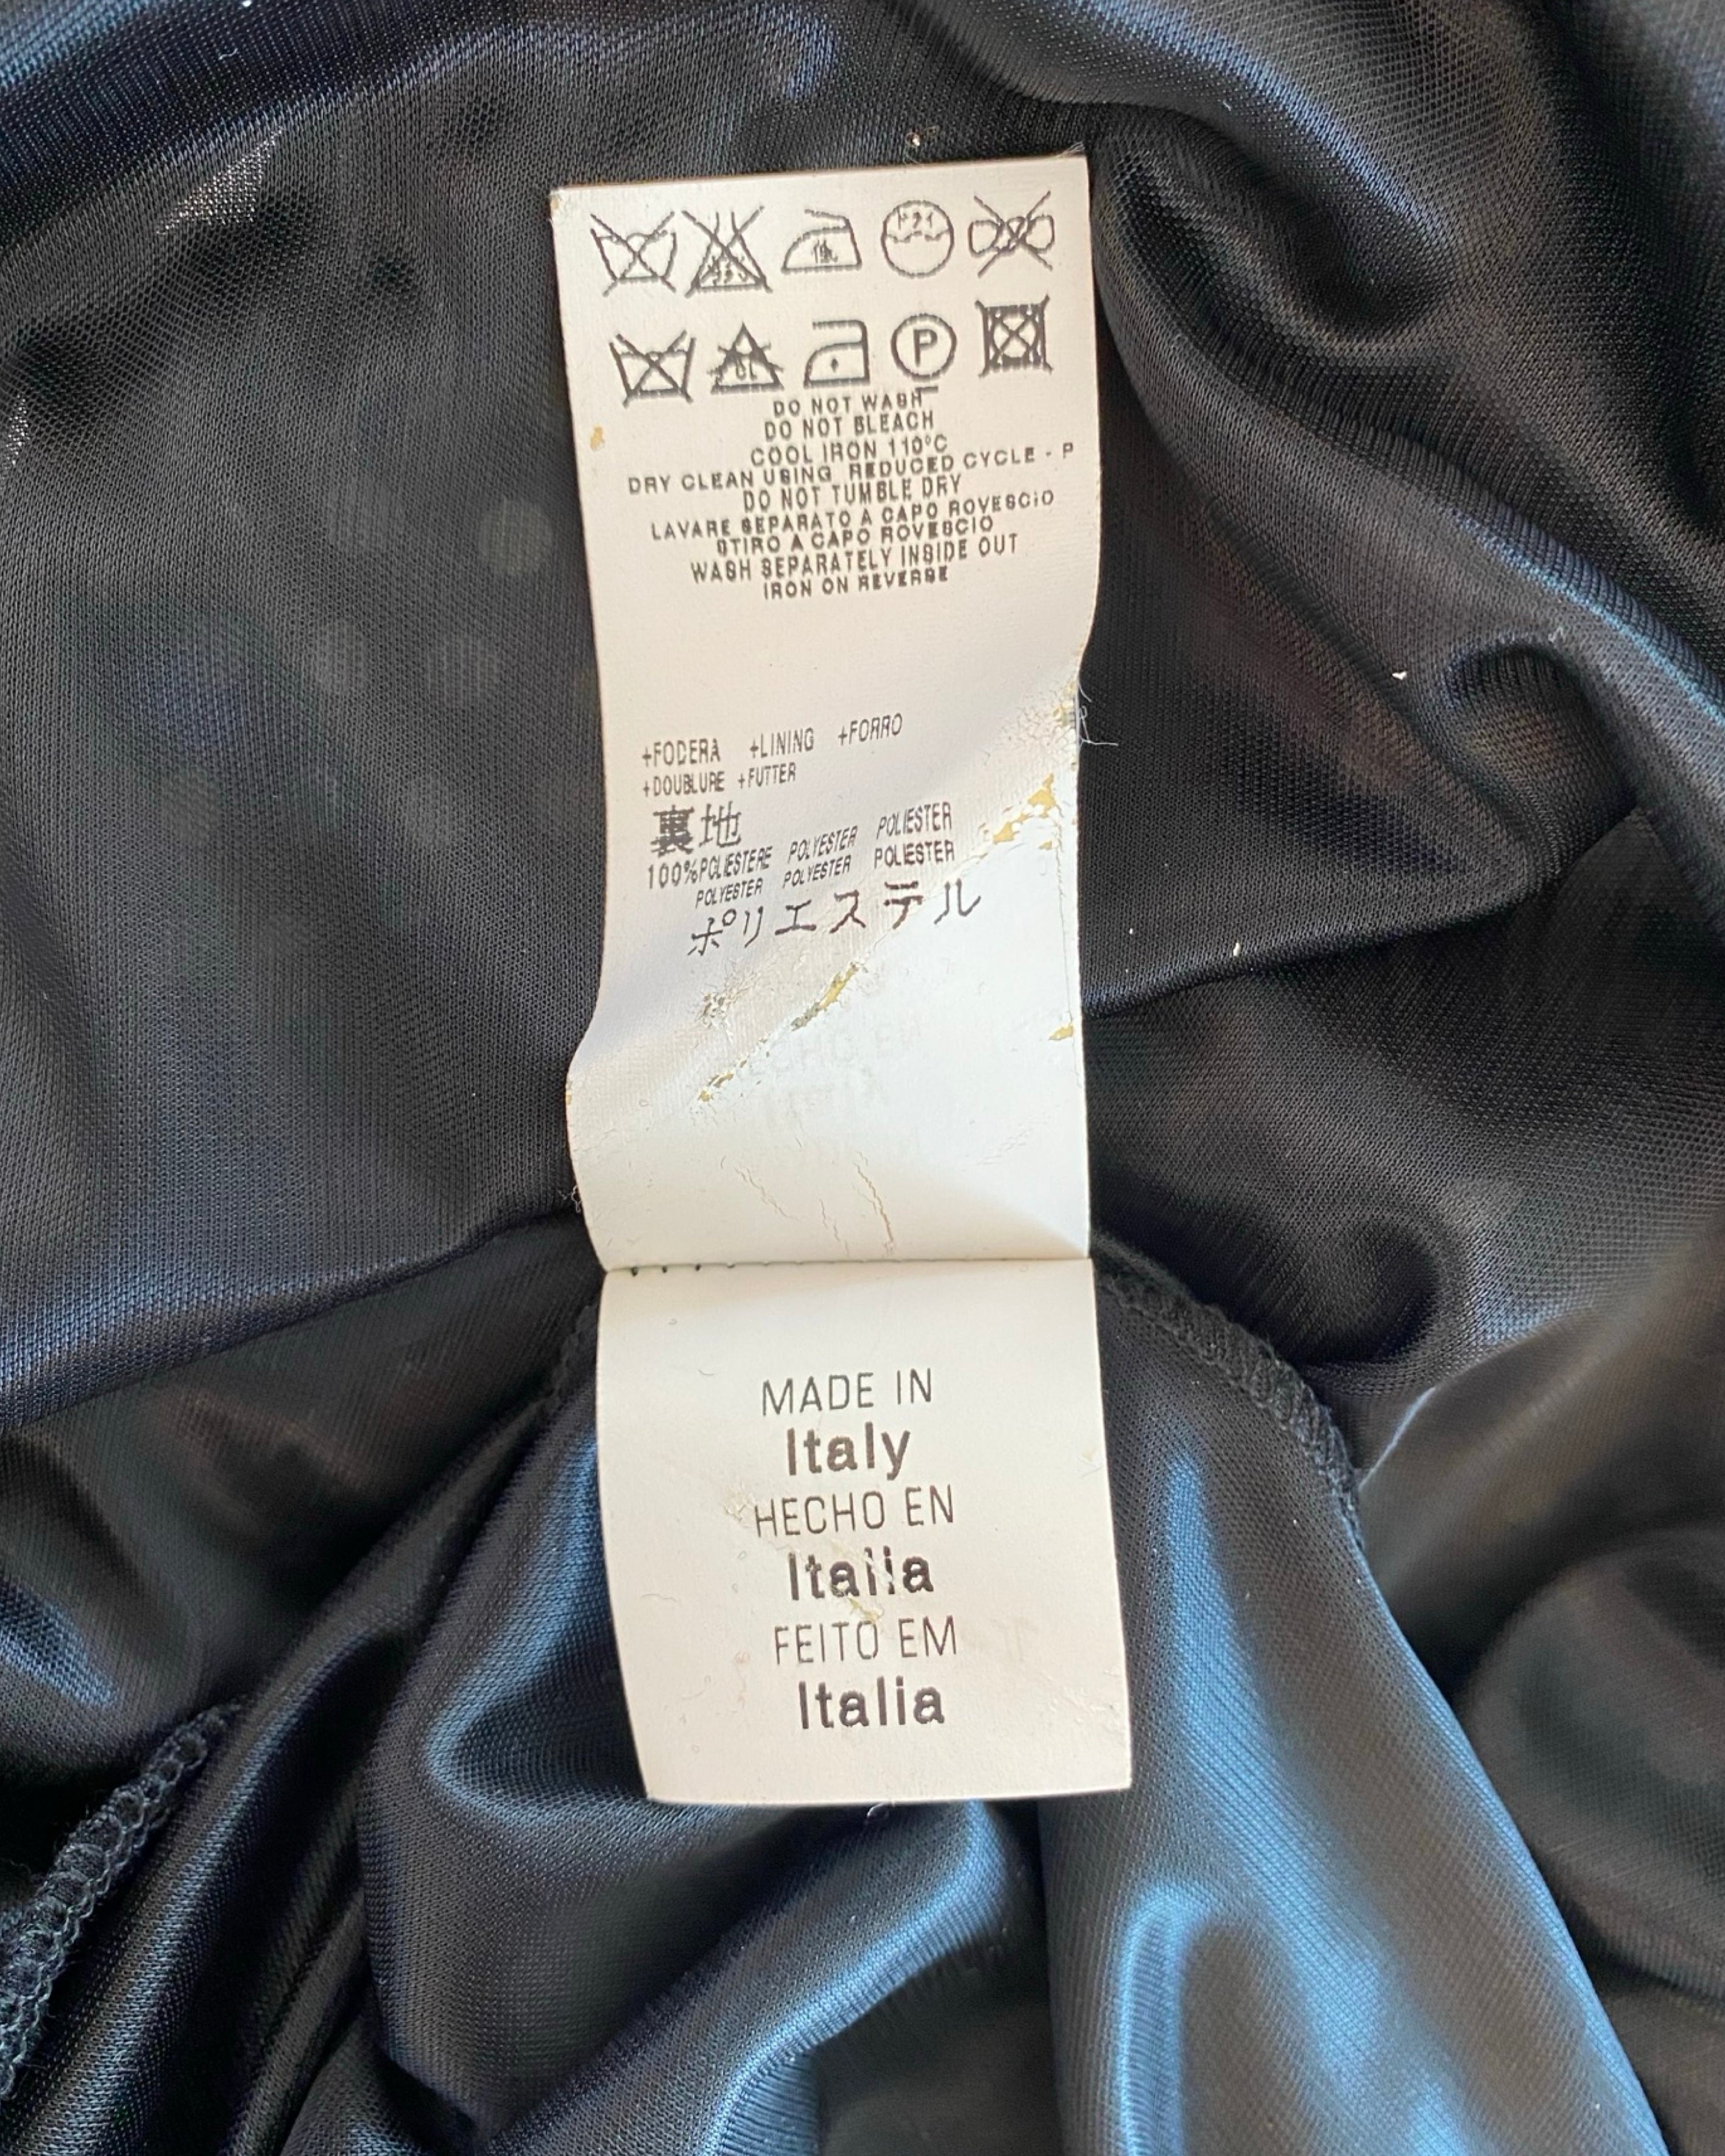 ドライ
P
DO NOT WASH
DO NOT BLEACH
COOL IRON 110°C
DRY CLEAN USING REDUCED CYCLE - P
DO NOT TUMBLE DRY
LAVARE SEPARATO A CAPO ROVESCIO
STIRO A CAPO ROVESCIO
WASH SEPARATELY INSIDE OUT
IRON ON REVERSE
+FODERA +LINING +FORRO
+DOUBLURE +FUTTER
裏地
100%POLIESTERE POLYESTER POLIESTER
POLYESTER POLYESTER POLIESTER
ポリエステル
MADE IN
Italy
HECHO EN
Italia
FEITO EM
Italia